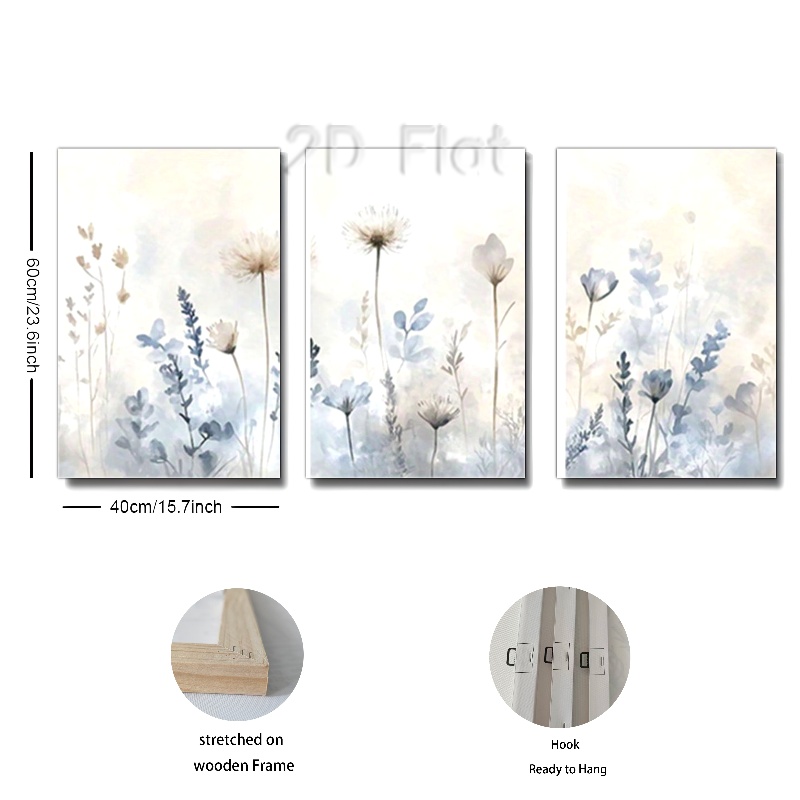 2D Flat
60cm/23.6inch
40cm/15.7inch
stretched on
wooden Frame
Hook
Ready to Hang